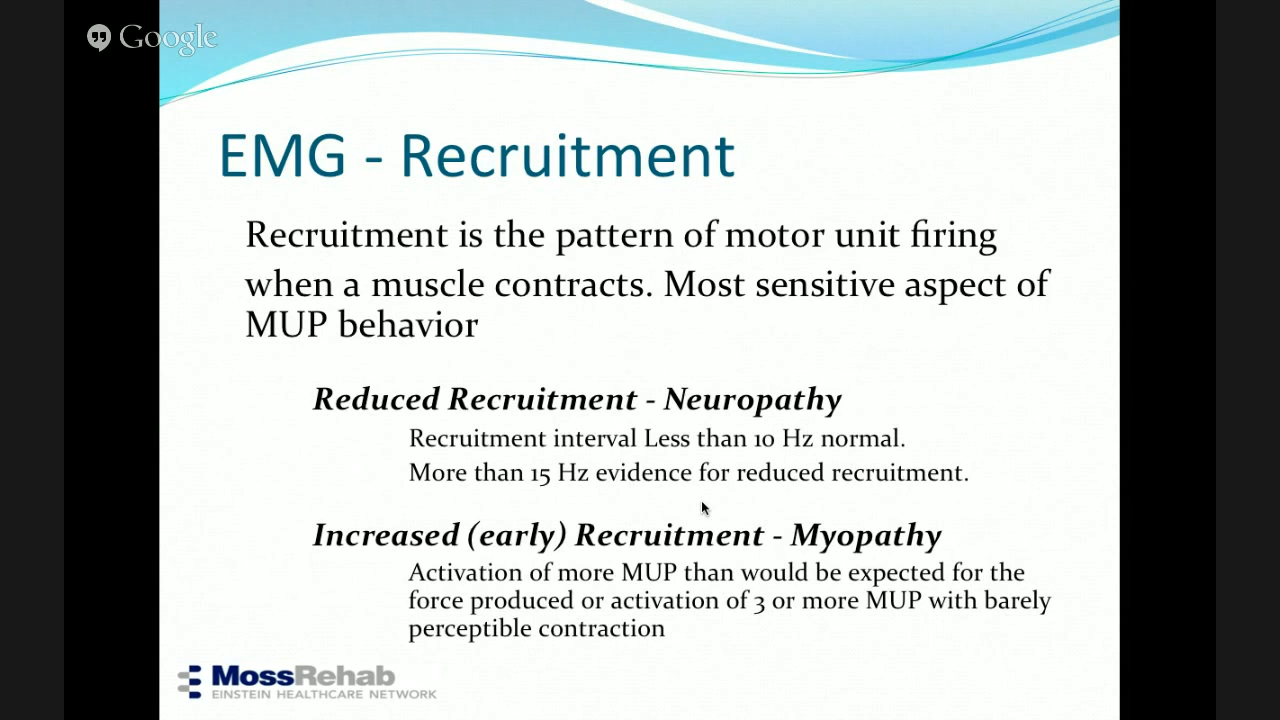 Google
EMG - Recruitment
Recruitment is the pattern of motor unit firing
when a muscle contracts. Most sensitive aspect of
MUP behavior
Reduced Recruitment - Neuropathy
Recruitment interval Less than 10 Hz normal.
More than 15 Hz evidence for reduced recruitment.
Increased (early) Recruitment - Myopathy
Activation of more MUP than would be expected for the
force produced or activation of 3 or more MUP with barely
perceptible contraction
MossRehab
EINSTEIN HEALTHCARE NETWORK